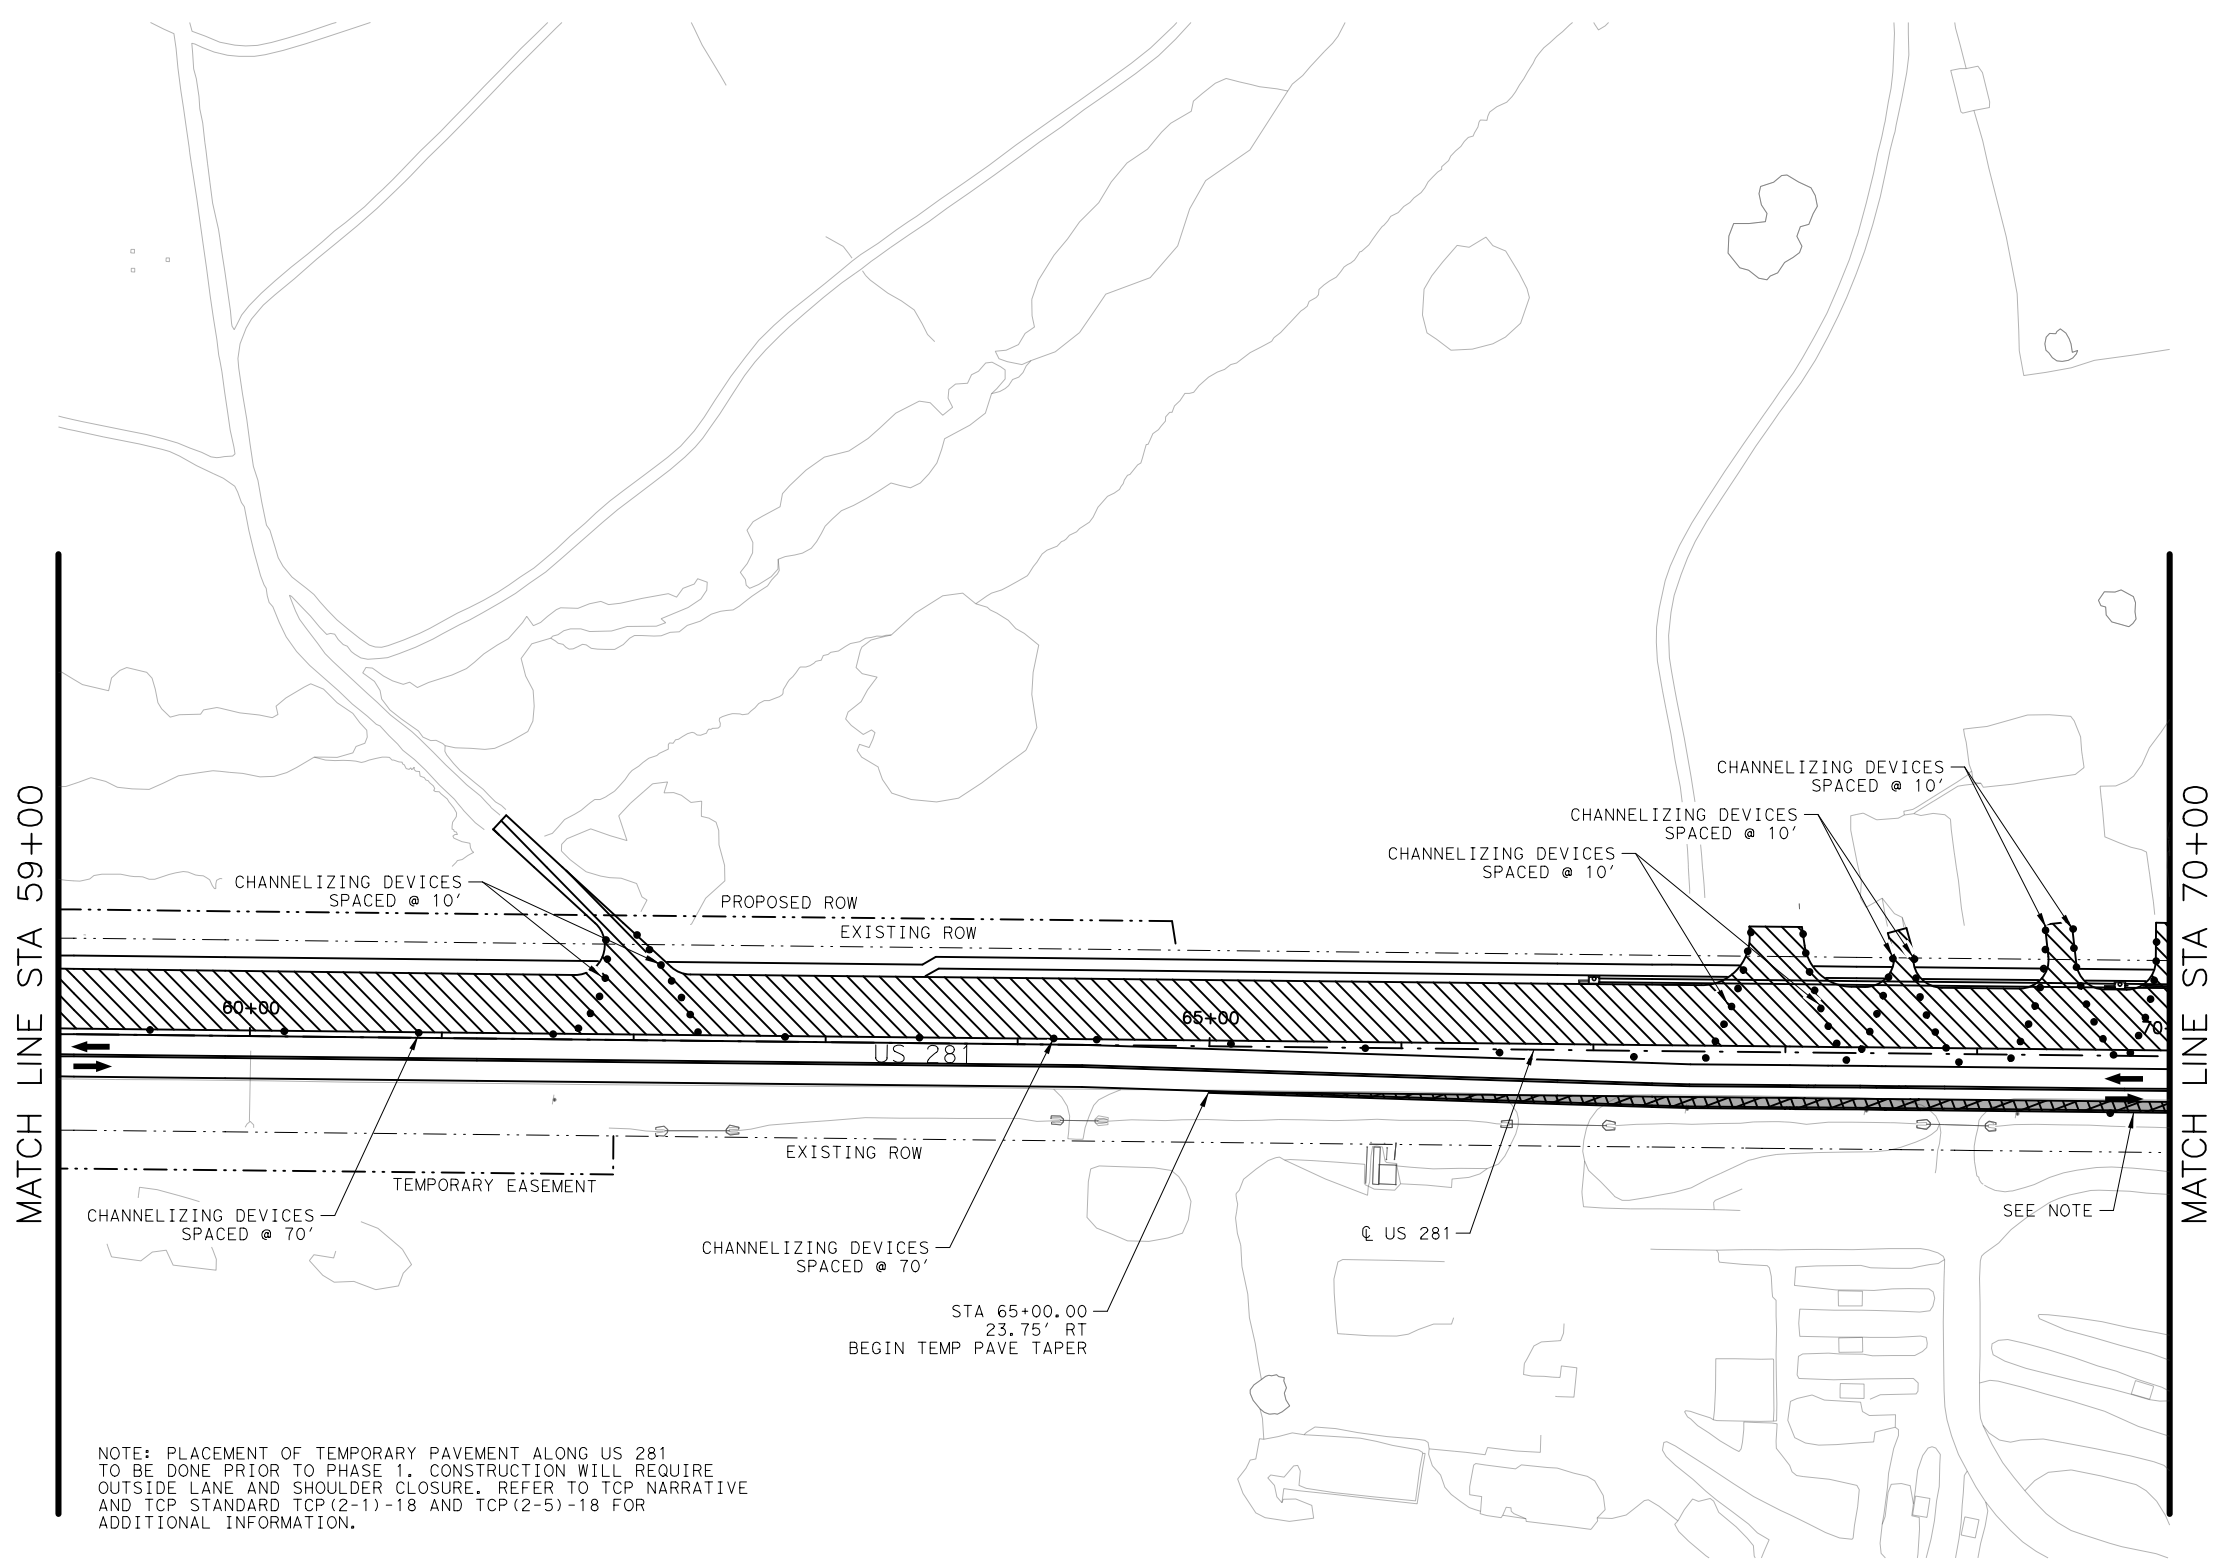 CHANNELIZING DEVICES
SPACED @ 10'
CHANNELIZING DEVICES
SPACED @ 10'
CHANNELIZING DEVICES
SPACED @ 10'
CHANNELIZING DEVICES
SPACED @ 10'
PROPOSED ROW
EXISTING ROW
MATCH LINE STA 59+00
MATCH LINE STA 70+00
60+00
65+00
70+
US 281
EXISTING ROW
TEMPORARY EASEMENT
CHANNELIZING DEVICES
SPACED @ 70'
CHANNELIZING DEVICES
SPACED @ 70'
℄ US 281
SEE NOTE
STA 65+00.00
23.75' RT
BEGIN TEMP PAVE TAPER
NOTE: PLACEMENT OF TEMPORARY PAVEMENT ALONG US 281
TO BE DONE PRIOR TO PHASE 1. CONSTRUCTION WILL REQUIRE
OUTSIDE LANE AND SHOULDER CLOSURE. REFER TO TCP NARRATIVE
AND TCP STANDARD TCP(2-1)-18 AND TCP(2-5)-18 FOR
ADDITIONAL INFORMATION.